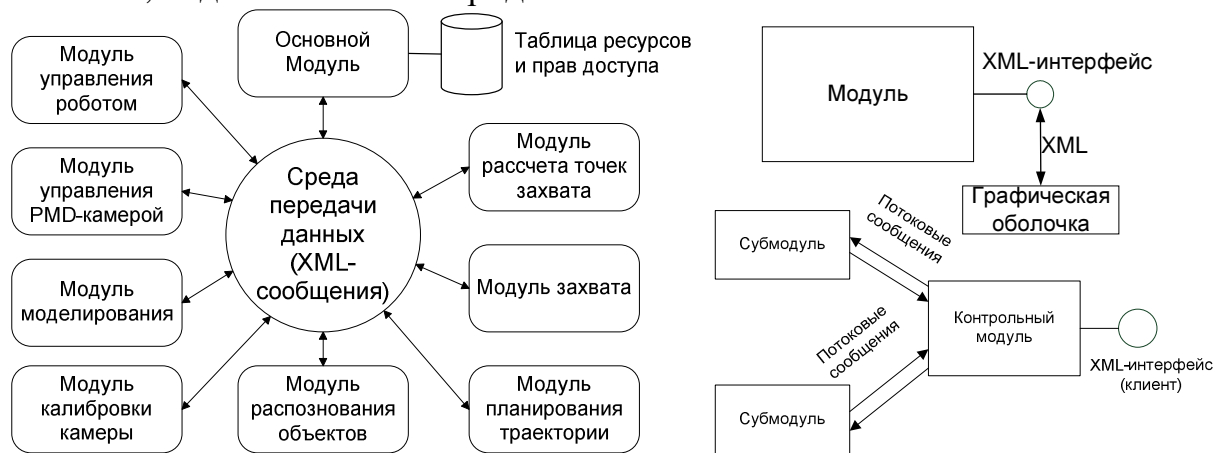 Основной
Модуль
Таблица ресурсов
и прав доступа
Модуль
управления
роботом
Модуль
управления
PMD-камерой
Модуль
моделирования
Модуль
калибровки
камеры
Среда
передачи
данных
(XML-
сообщения)
Модуль
рассчета точек
захвата
Модуль захвата
Модуль
распознования
объектов
Модуль
планирования
траектории
Модуль
XML-интерфейс
XML
Графическая
оболочка
Субмодуль
Потоковые
сообщения
Контрольный
модуль
XML-интерфейс
(клиент)
Потоковые
сообщения
Субмодуль